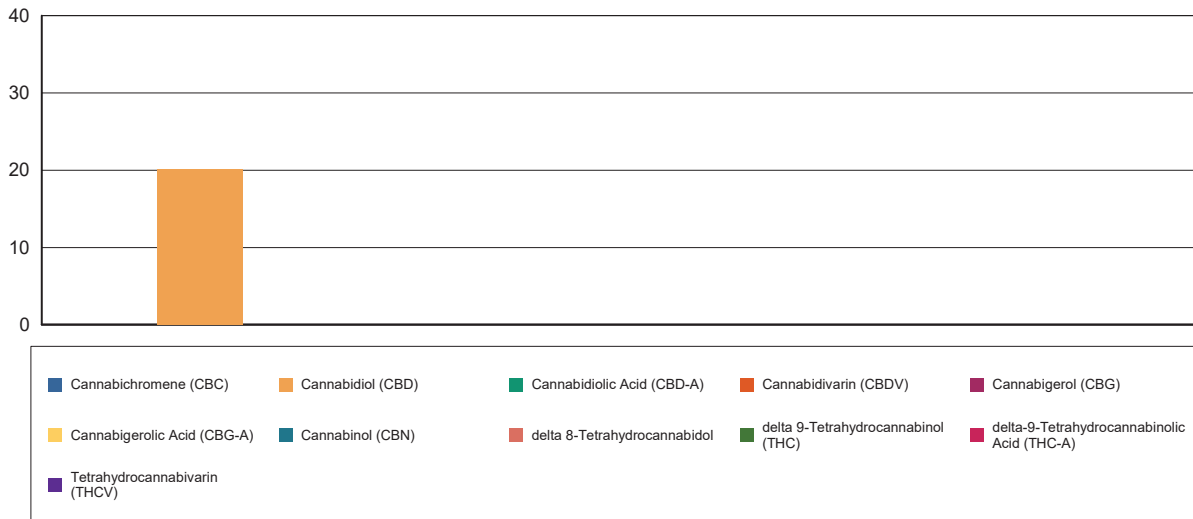 40
30
20
10
0
Cannabichromene (CBC)
Cannabidiol (CBD)
Cannabidiolic Acid (CBD-A)
Cannabidivarin (CBDV)
Cannabigerol (CBG)
Cannabigerolic Acid (CBG-A)
Cannabinol (CBN)
delta 8-Tetrahydrocannabidol
delta 9-Tetrahydrocannabinol
(THC)
delta-9-Tetrahydrocannabinolic
Acid (THC-A)
Tetrahydrocannabivarin
(THCV)